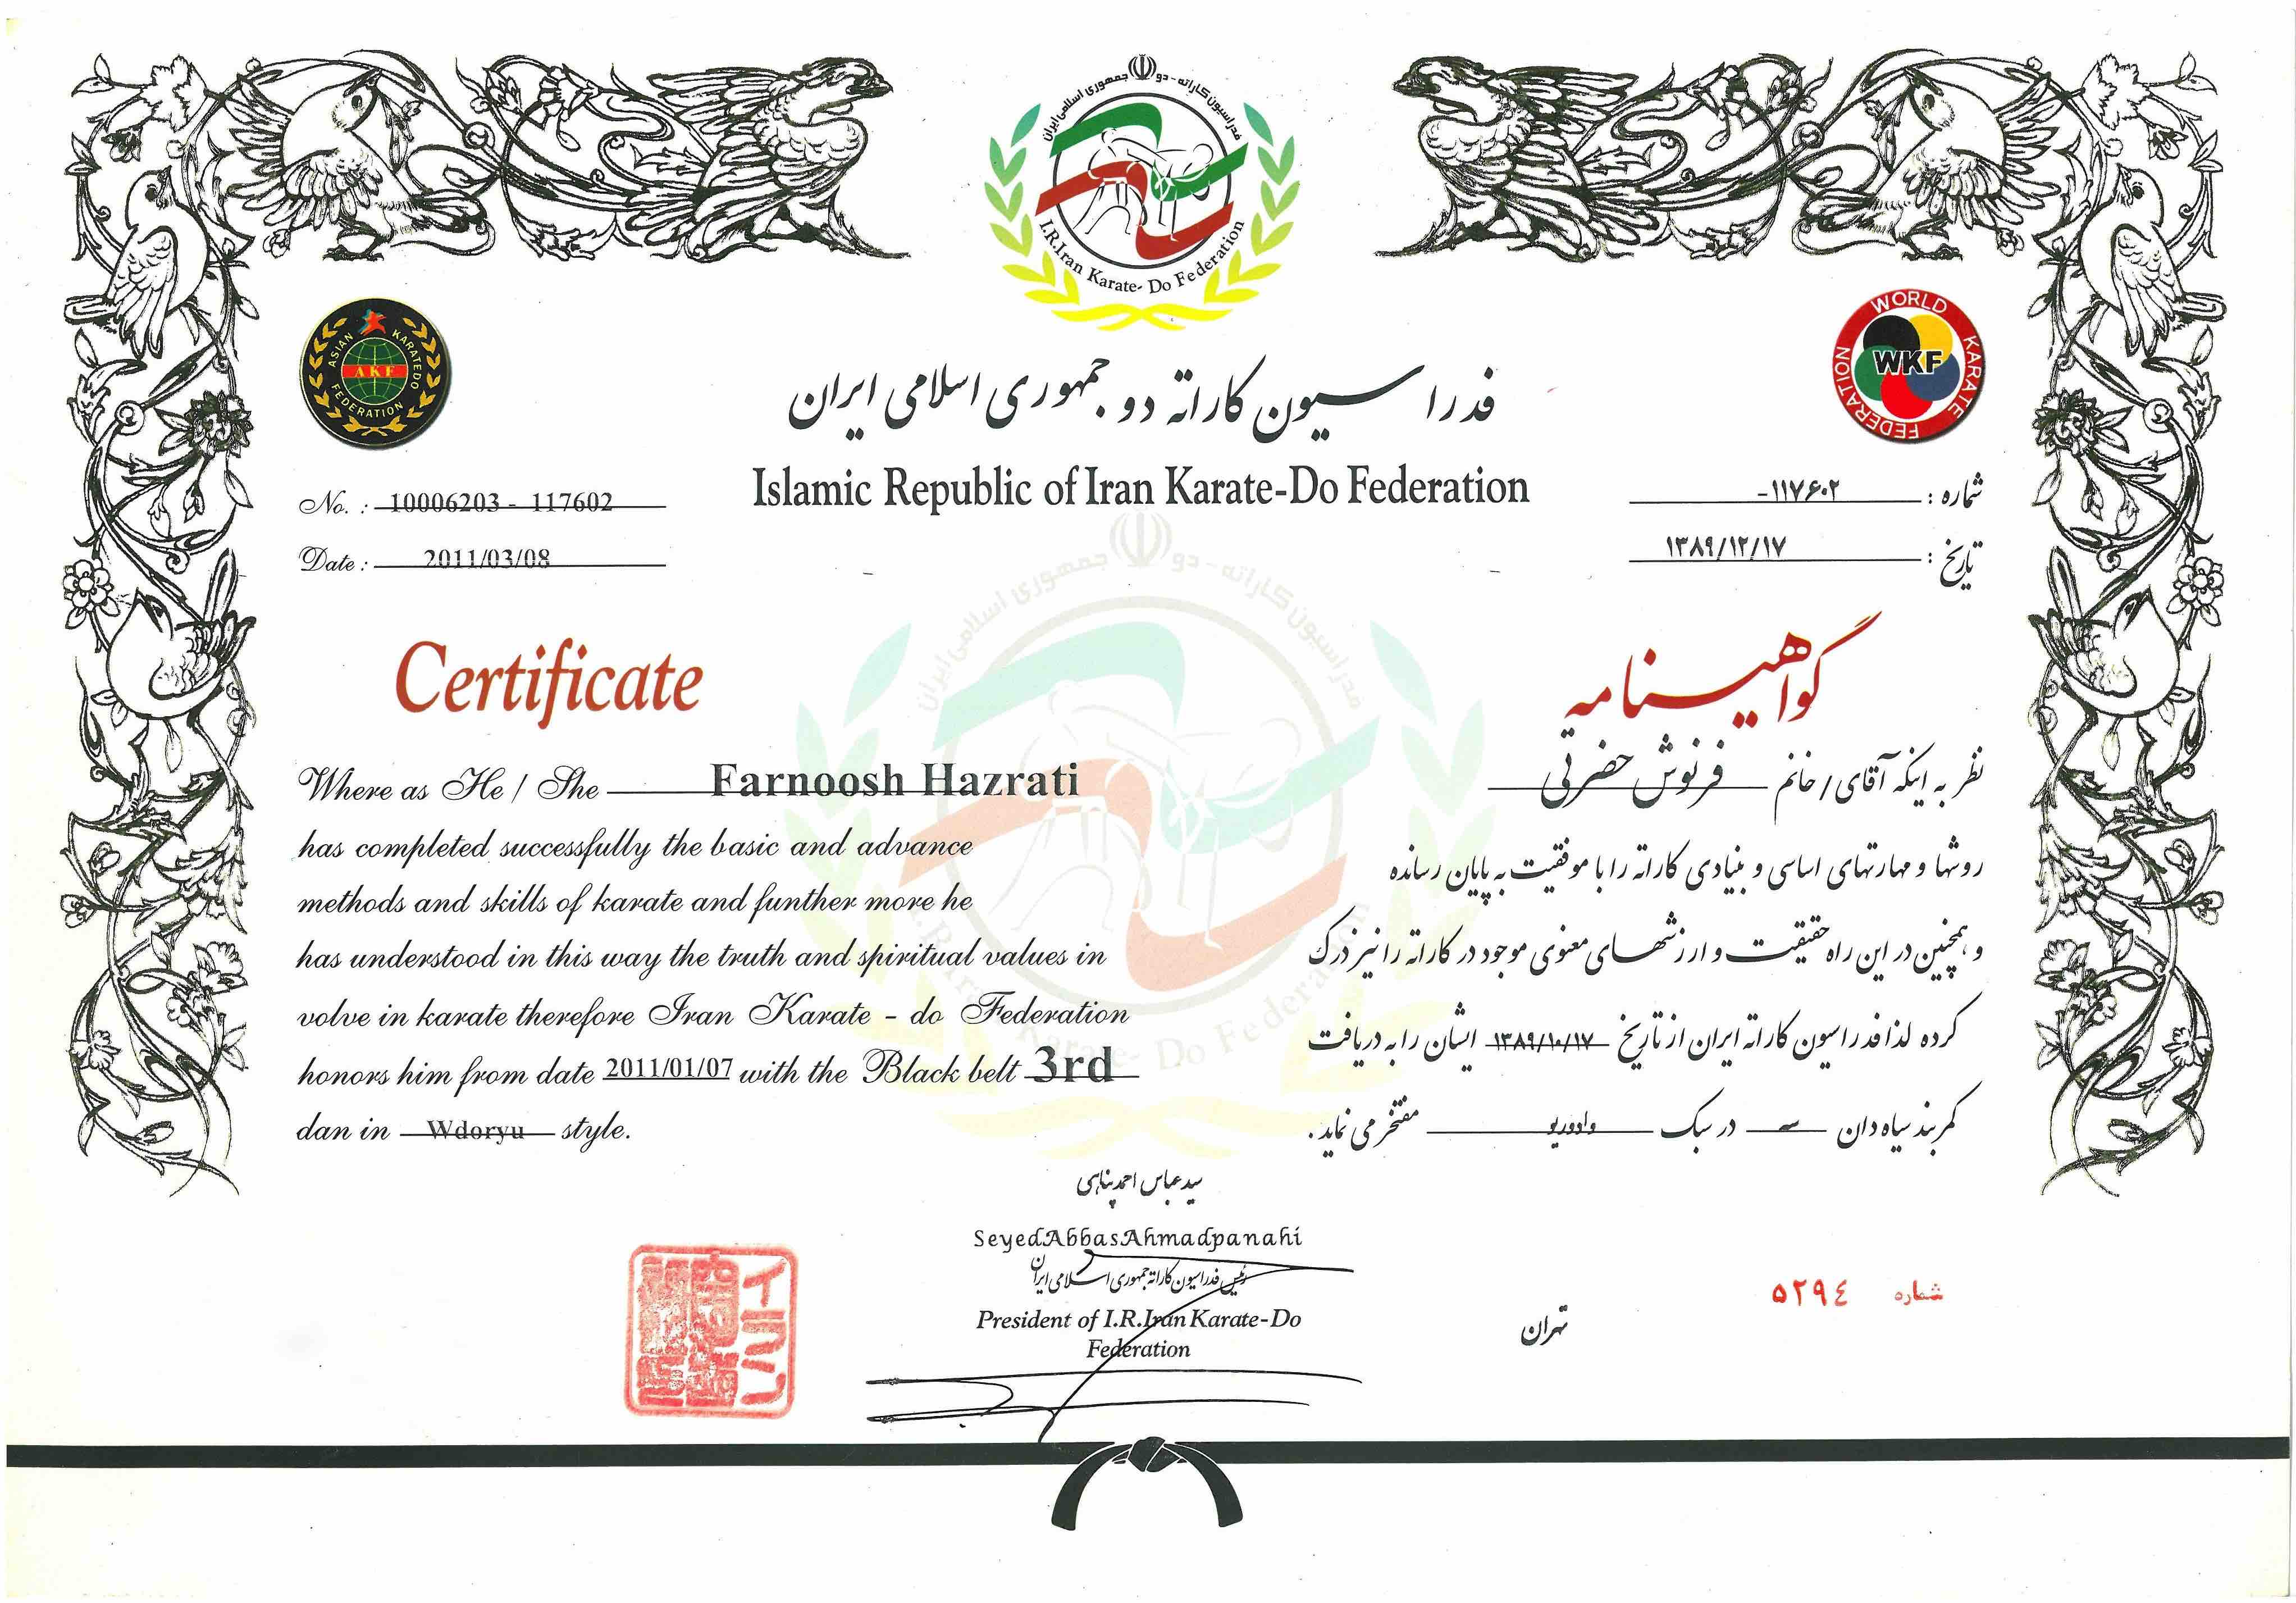 فدراسیون کاراته - دو جمهوری اسلامی ایران
I.R.Iran Karate- Do Federation
ASIAN KARATEDO FEDERATION
AKF
WORLD KARATE FEDERATION
WKF
فدراسیون کاراته دو جمهوری اسلامی ایران
Islamic Republic of Iran Karate-Do Federation
No. : 10006203 - 117602
Date : 2011/03/08
شماره : ۱۱۷۶۰۲-
تاریخ : ۱۳۸۹/۱۲/۱۷
Certificate
Where as He / She Farnoosh Hazrati
has completed successfully the basic and advance
methods and skills of karate and funther more he
has understood in this way the truth and spiritual values in
volve in karate therefore Iran Karate - do Federation
honors him from date 2011/01/07 with the Black belt 3rd
dan in Wdoryu style.
گواهینامه
نظر به اینکه آقای / خانم فرنوش حضرتی
روشها و مهارتهای اساسی و بنیادی کاراته را با موفقیت به پایان رسانده
و همچنین در این راه حقیقت و ارزشهای معنوی موجود در کاراته را نیز درک
کرده لذا فدراسیون کاراته ایران از تاریخ ۱۳۸۹/۱۰/۱۷ ایشان را به دریافت
کمربند سیاه دان سه در سبک وادوریو مفتخر می نماید.
سید عباس احمدپناهی
SeyedAbbasAhmadpanahi
رئیس فدراسیون کاراته جمهوری اسلامی ایران
President of I.R.Iran Karate-Do
Federation
イラン
تهران
شماره ۵۲۹٤